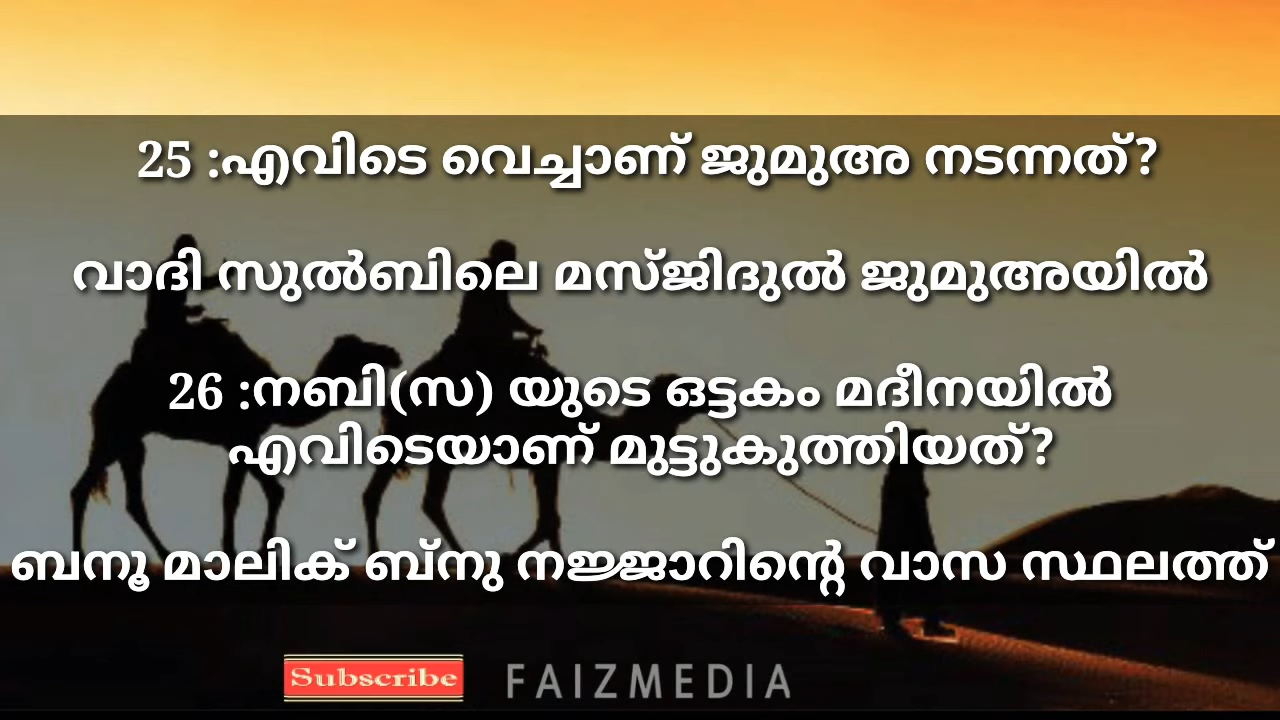 25 :എവിടെ വെച്ചാണ് ജുമുഅ നടന്നത്?
വാദി സുൽബിലെ മസ്ജിദുൽ ജുമുഅയിൽ
26 :നബി(സ) യുടെ ഒട്ടകം മദീനയിൽ
എവിടെയാണ് മുട്ടുകുത്തിയത്?
ബനൂ മാലിക് ബ്നു നജ്ജാറിന്റെ വാസ സ്ഥലത്ത്
Subscribe FAIZMEDIA